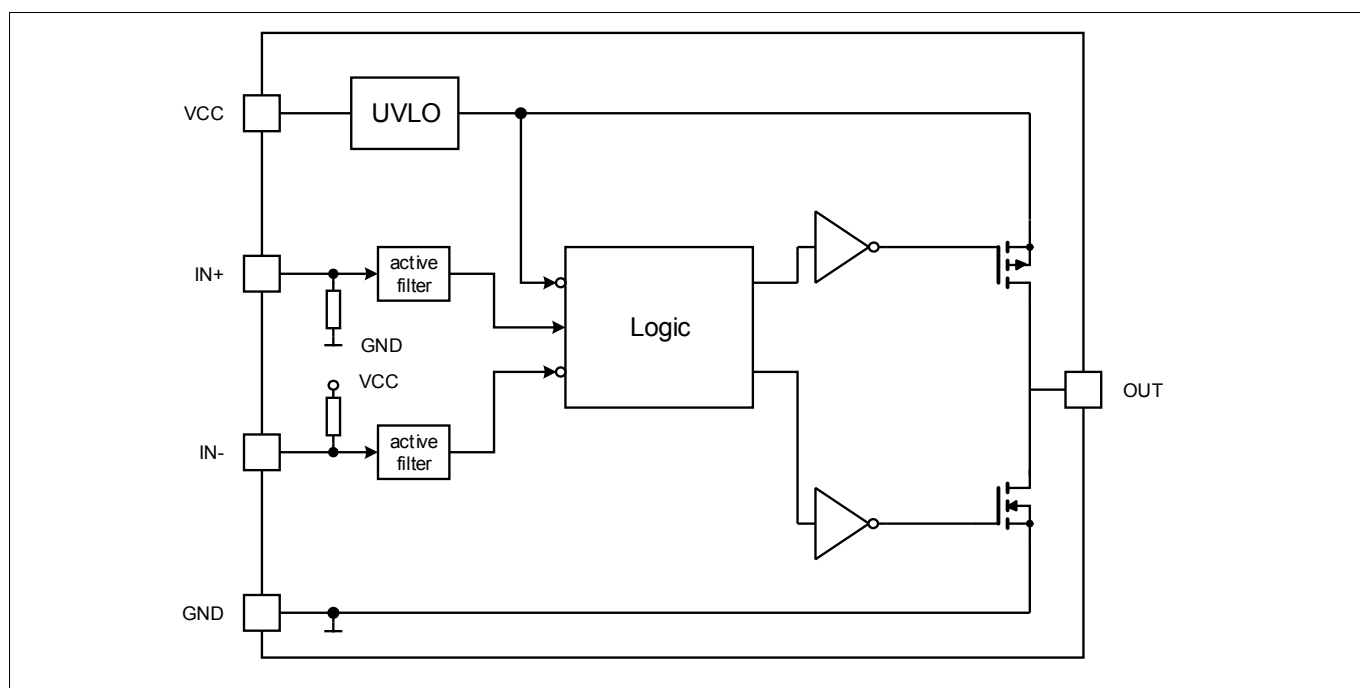 VCC
UVLO
IN+
active
filter
GND
Logic
VCC
OUT
IN-
active
filter
GND